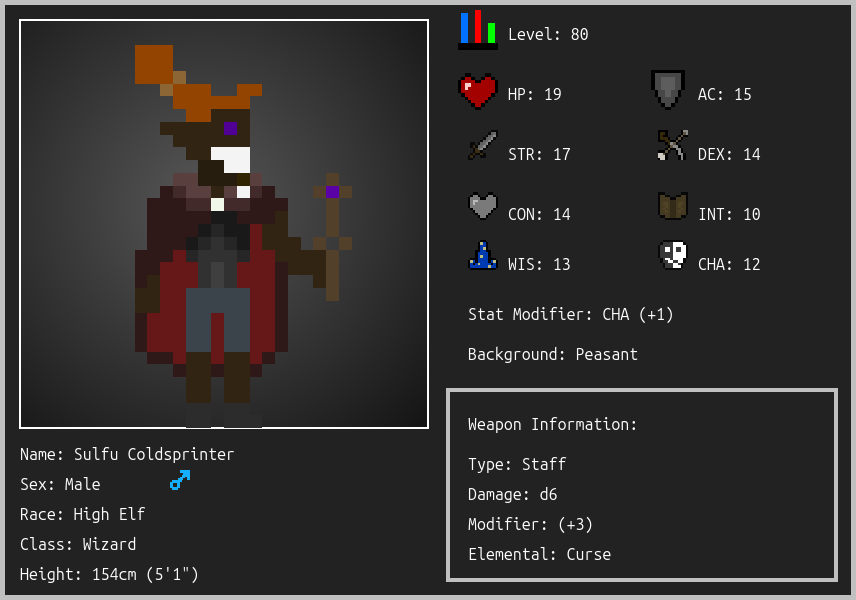 Level: 80
HP: 19
AC: 15
STR: 17
DEX: 14
CON: 14
INT: 10
WIS: 13
CHA: 12
Stat Modifier: CHA (+1)
Background: Peasant
Weapon Information:
Type: Staff
Damage: d6
Modifier: (+3)
Elemental: Curse
Name: Sulfu Coldsprinter
Sex: Male
Race: High Elf
Class: Wizard
Height: 154cm (5'1")